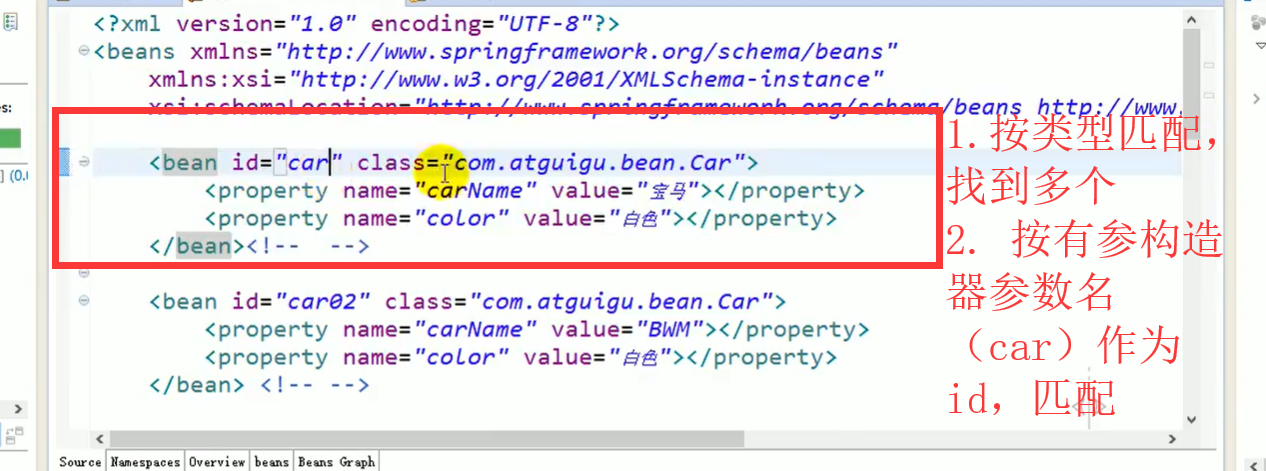 <?xml version="1.0" encoding="UTF-8"?>
<beans xmlns="http://www.springframework.org/schema/beans"
xmlns:xsi="http://www.w3.org/2001/XMLSchema-instance"
xsi:schemaLocation="http://www.springframework.org/schema/beans http://www.
<bean id="car" class="com.atguigu.bean.Car">
<property name="carName" value="宝马"></property>
<property name="color" value="白色"></property>
</bean><!--  -->
<bean id="car02" class="com.atguigu.bean.Car">
<property name="carName" value="BWM"></property>
<property name="color" value="白色"></property>
</bean> <!-- -->
1.按类型匹配，
找到多个
2. 按有参构造
器参数名
（car）作为
id，匹配
es:
Source Namespaces Overview beans Beans Graph